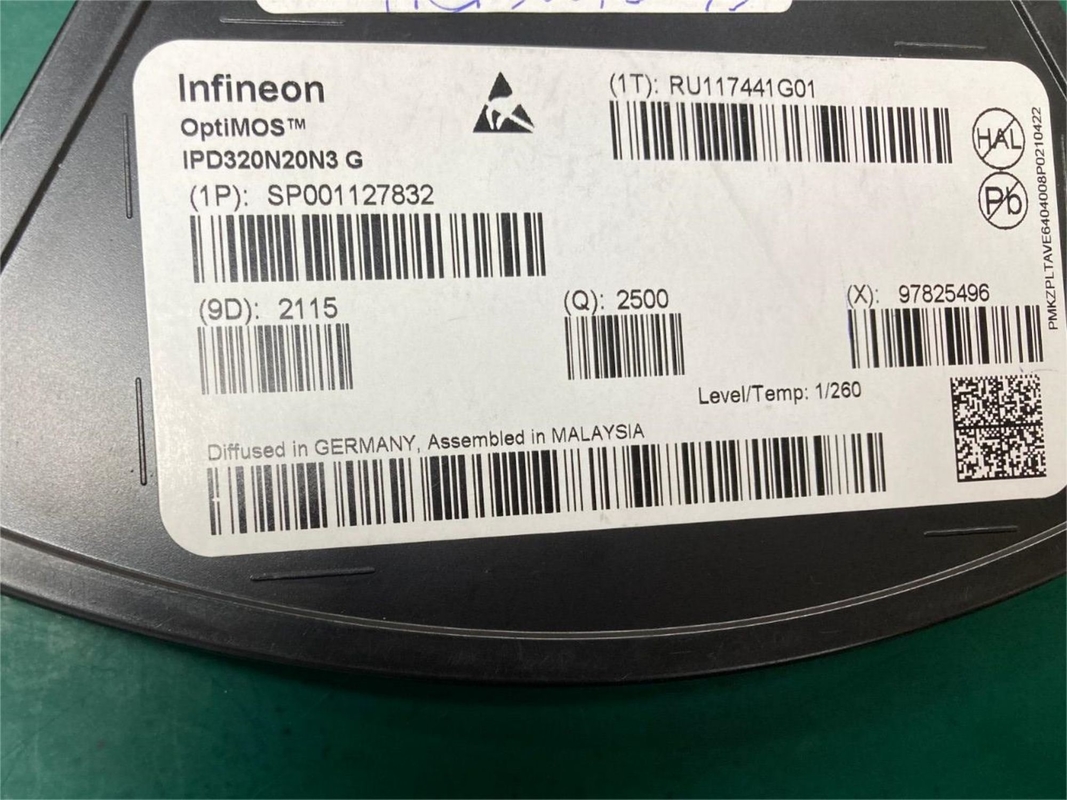 Infineon
OptiMOS™
IPD320N20N3 G
(1P): SP001127832
(1T): RU117441G01
HAL
Pb
PMKZPLTAVE6404008P0210422
(9D): 2115
(Q): 2500
(X): 97825496
Level/Temp: 1/260
Diffused in GERMANY, Assembled in MALAYSIA